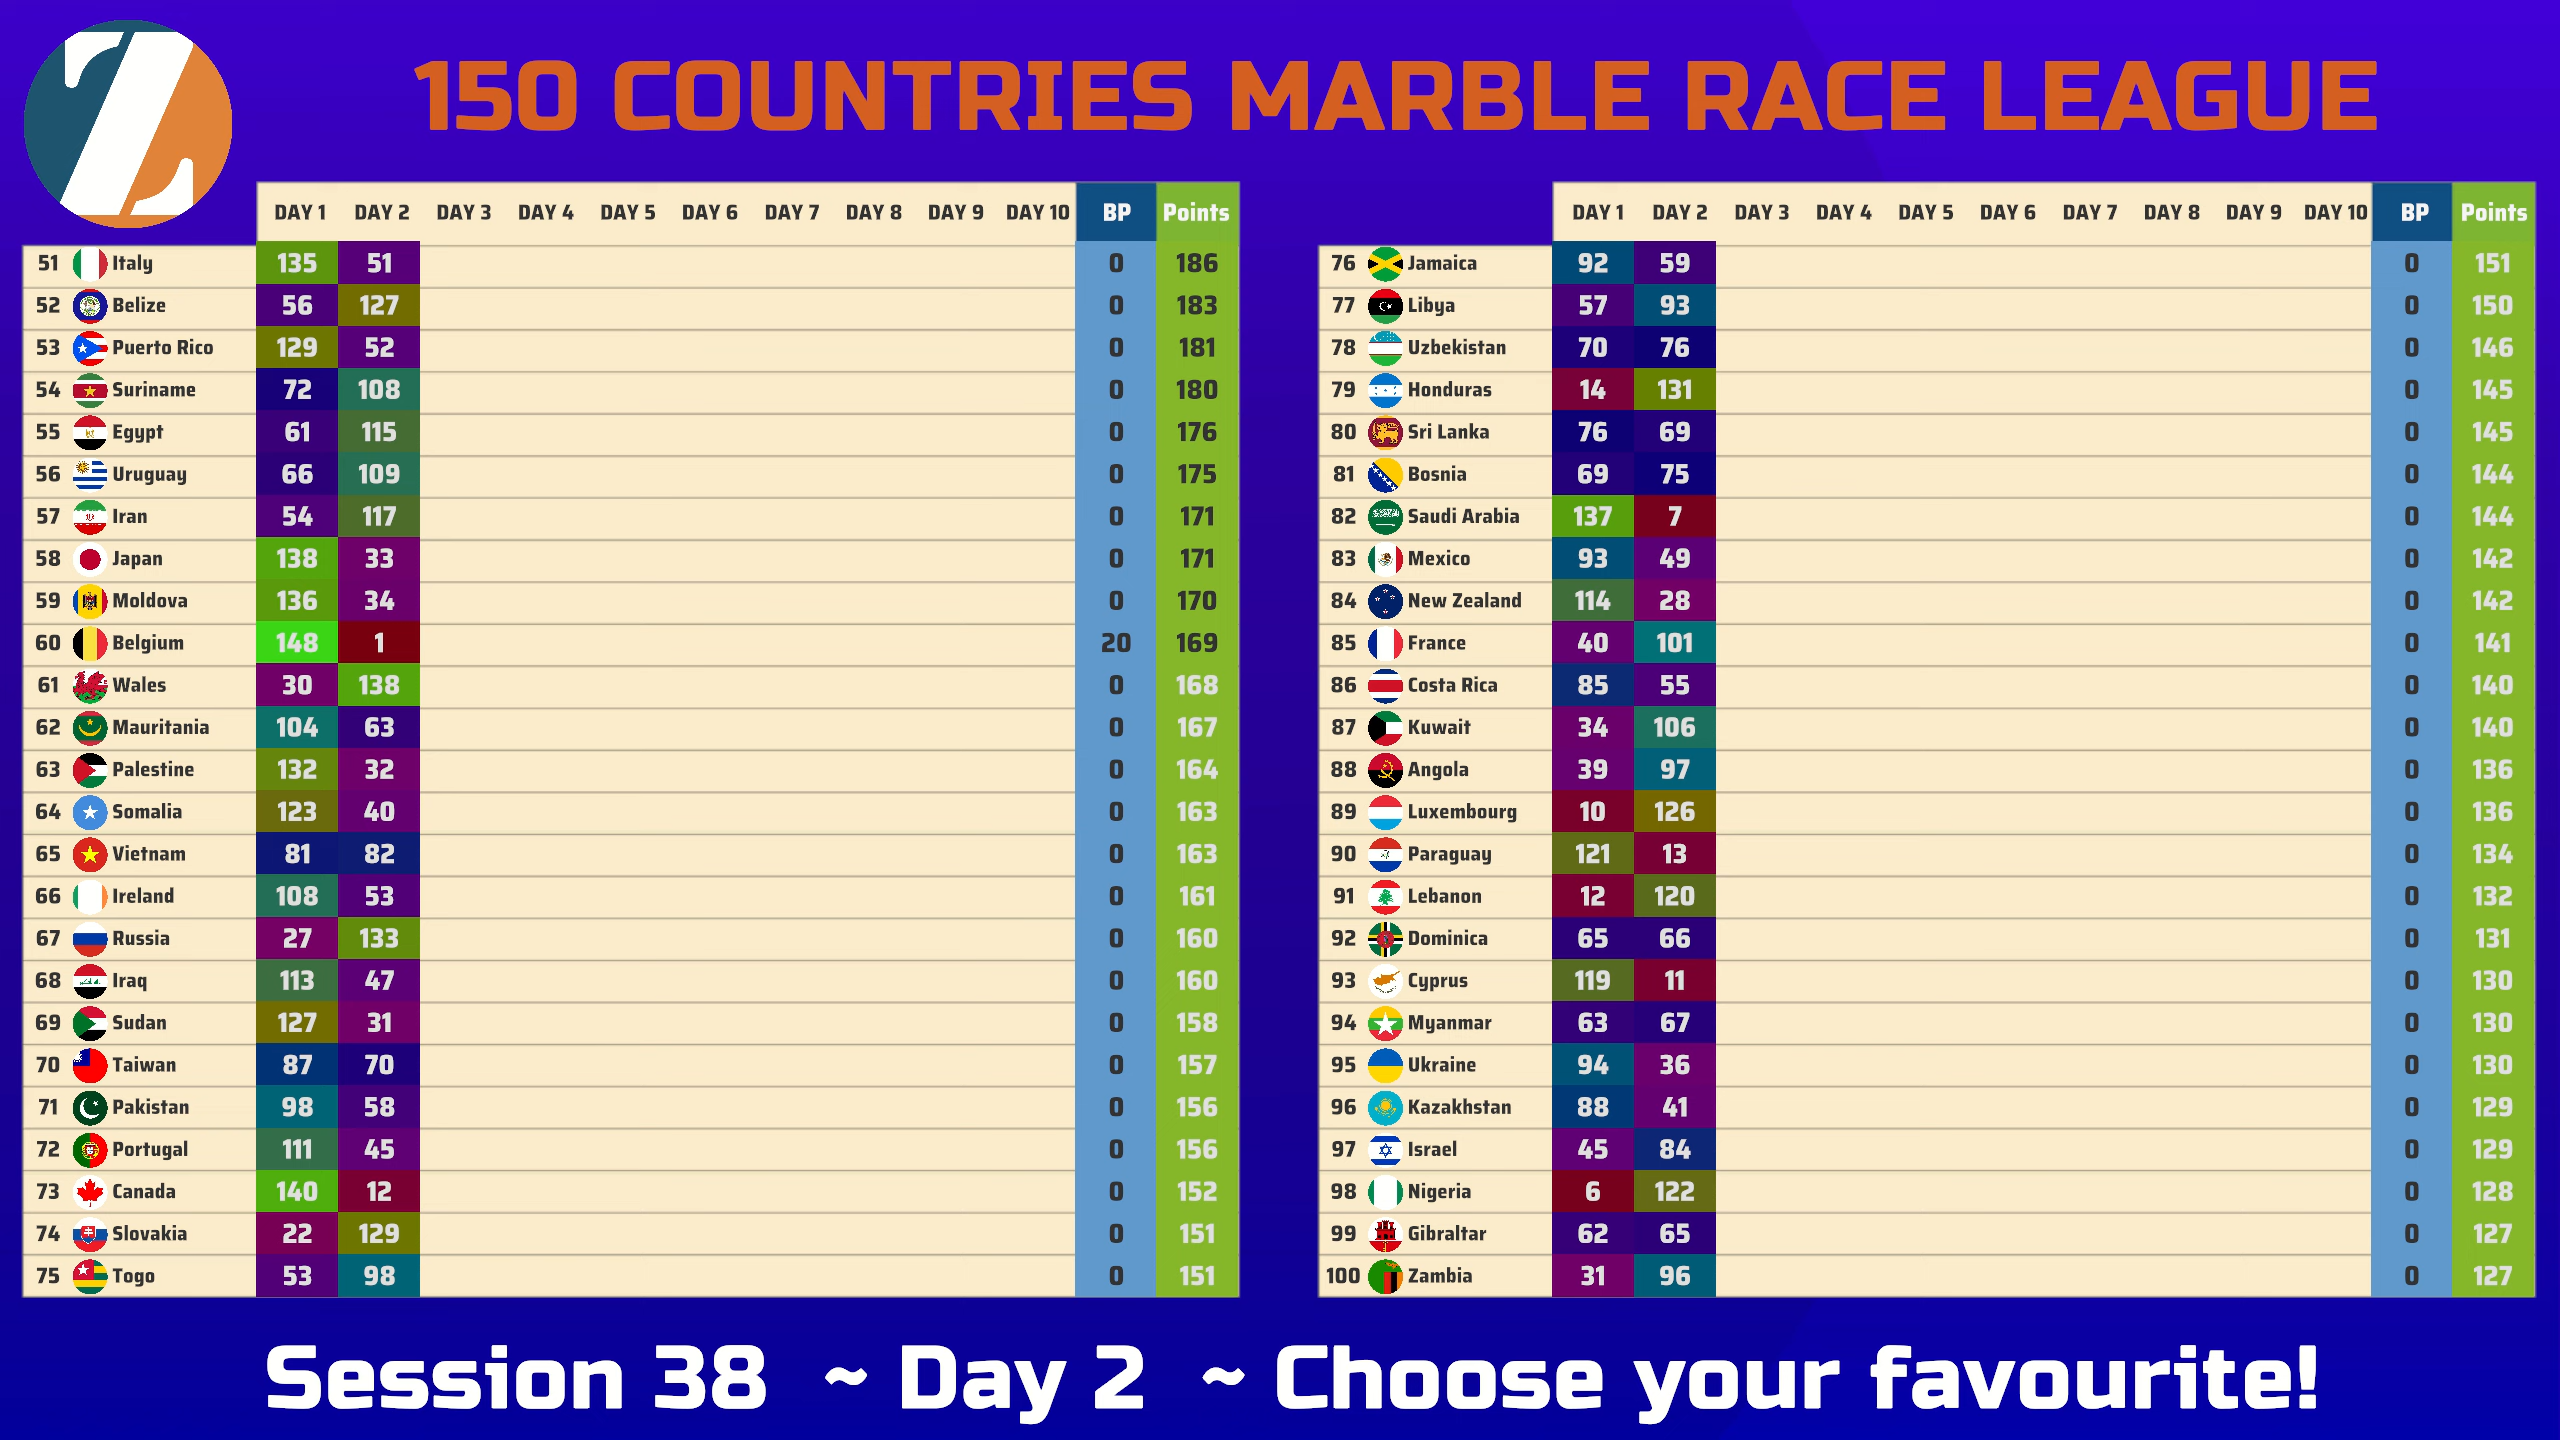 Z
150 COUNTRIES MARBLE RACE LEAGUE
DAY 1 DAY 2 DAY 3 DAY 4 DAY 5 DAY 6 DAY 7 DAY 8 DAY 9 DAY 10 BP Points
51 Italy 135 51 0 186
52 Belize 56 127 0 183
53 Puerto Rico 129 52 0 181
54 Suriname 72 108 0 180
55 Egypt 61 115 0 176
56 Uruguay 66 109 0 175
57 Iran 54 117 0 171
58 Japan 138 33 0 171
59 Moldova 136 34 0 170
60 Belgium 148 1 20 169
61 Wales 30 138 0 168
62 Mauritania 104 63 0 167
63 Palestine 132 32 0 164
64 Somalia 123 40 0 163
65 Vietnam 81 82 0 163
66 Ireland 108 53 0 161
67 Russia 27 133 0 160
68 Iraq 113 47 0 160
69 Sudan 127 31 0 158
70 Taiwan 87 70 0 157
71 Pakistan 98 58 0 156
72 Portugal 111 45 0 156
73 Canada 140 12 0 152
74 Slovakia 22 129 0 151
75 Togo 53 98 0 151
DAY 1 DAY 2 DAY 3 DAY 4 DAY 5 DAY 6 DAY 7 DAY 8 DAY 9 DAY 10 BP Points
76 Jamaica 92 59 0 151
77 Libya 57 93 0 150
78 Uzbekistan 70 76 0 146
79 Honduras 14 131 0 145
80 Sri Lanka 76 69 0 145
81 Bosnia 69 75 0 144
82 Saudi Arabia 137 7 0 144
83 Mexico 93 49 0 142
84 New Zealand 114 28 0 142
85 France 40 101 0 141
86 Costa Rica 85 55 0 140
87 Kuwait 34 106 0 140
88 Angola 39 97 0 136
89 Luxembourg 10 126 0 136
90 Paraguay 121 13 0 134
91 Lebanon 12 120 0 132
92 Dominica 65 66 0 131
93 Cyprus 119 11 0 130
94 Myanmar 63 67 0 130
95 Ukraine 94 36 0 130
96 Kazakhstan 88 41 0 129
97 Israel 45 84 0 129
98 Nigeria 6 122 0 128
99 Gibraltar 62 65 0 127
100 Zambia 31 96 0 127
Session 38 ~ Day 2 ~ Choose your favourite!